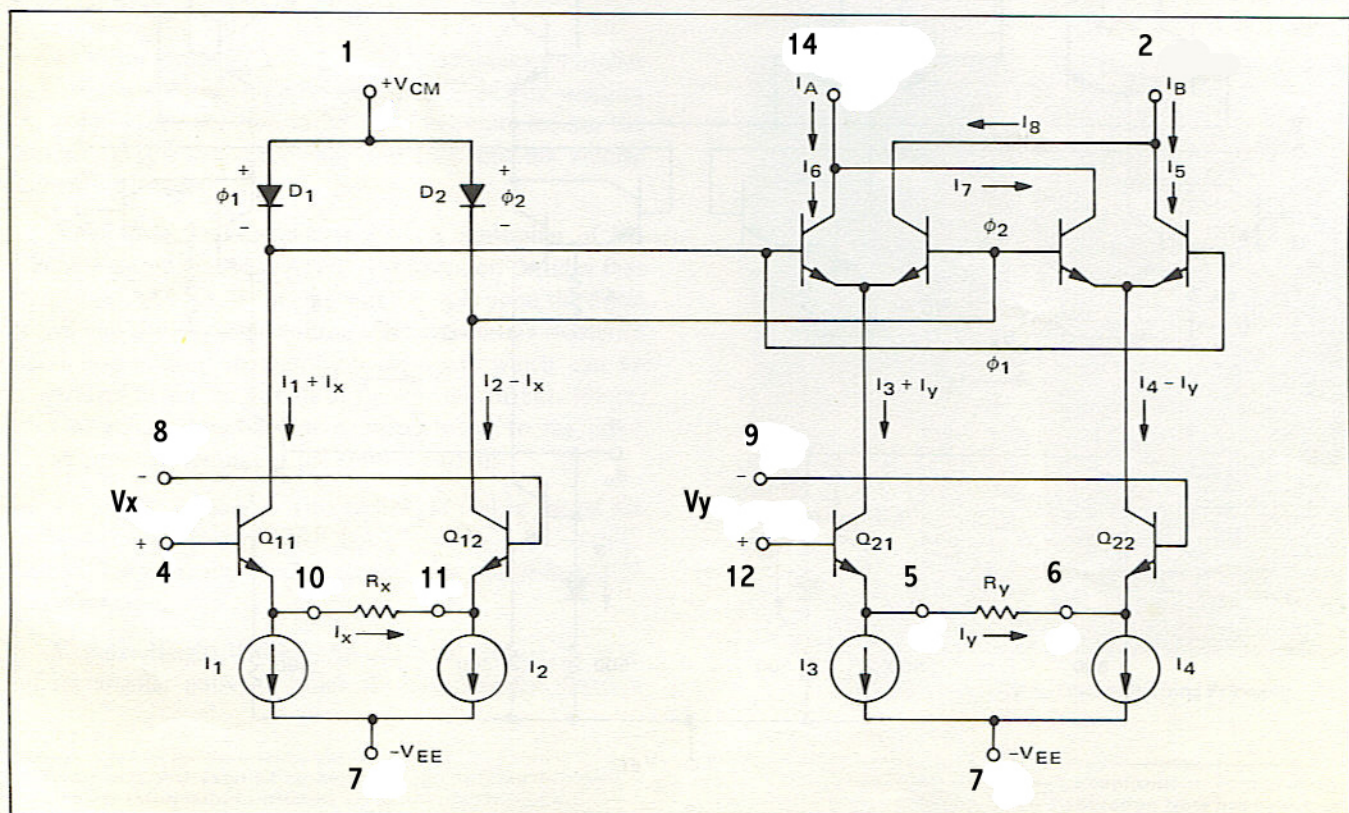 1 14 2
+VCM IA IB
I8
+ + I6 I5
φ1 D1 D2 φ2 I7
- - φ2
φ1
I1 + Ix I2 - Ix I3 + Iy I4 - Iy
8 9
- -
Vx Vy
+ Q11 Q12 + Q21 Q22
4 10 Rx 11 12 5 Ry 6
Ix Iy
I1 I2 I3 I4
-VEE -VEE
7 7